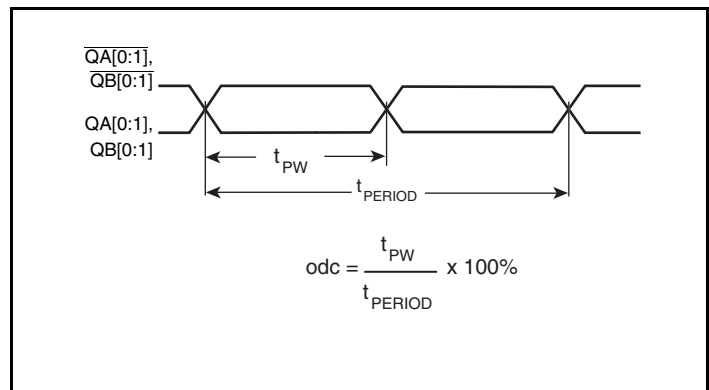 QA[0:1],
QB[0:1]
QA[0:1],
QB[0:1]
tPW
tPERIOD
odc = tPW / tPERIOD x 100%